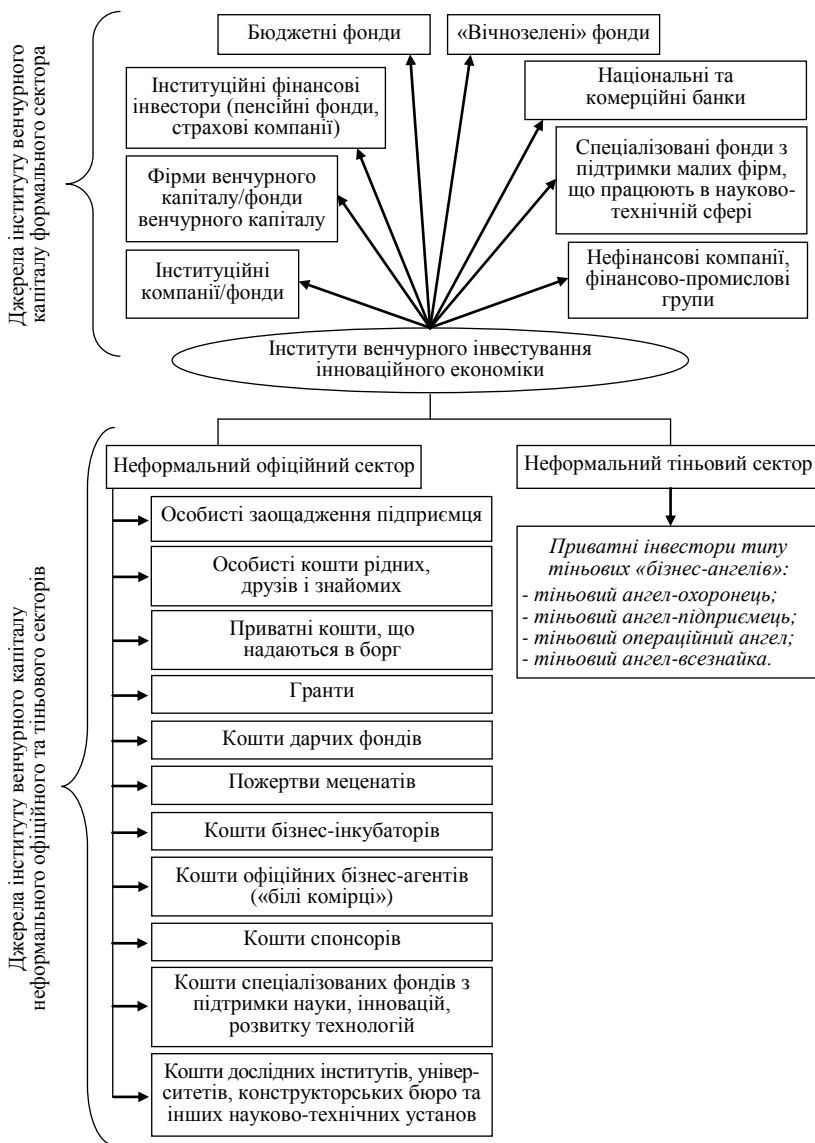 Джерела інституту венчурного
капіталу формального сектора
Бюджетні фонди
«Вічнозелені» фонди
Інституційні фінансові
інвестори (пенсійні фонди,
страхові компанії)
Національні та
комерційні банки
Фірми венчурного
капіталу/фонди
венчурного капіталу
Спеціалізовані фонди з
підтримки малих фірм,
що працюють в науково-
технічній сфері
Інституційні
компанії/фонди
Нефінансові компанії,
фінансово-промислові
групи
Інститути венчурного інвестування
інноваційного економіки
Джерела інституту венчурного капіталу
неформального офіційного та тіньового секторів
Неформальний офіційний сектор
Особисті заощадження підприємця
Особисті кошти рідних,
друзів і знайомих
Приватні кошти, що
надаються в борг
Гранти
Кошти дарчих фондів
Пожертви меценатів
Кошти бізнес-інкубаторів
Кошти офіційних бізнес-агентів
(«білі комірці»)
Кошти спонсорів
Кошти спеціалізованих фондів з
підтримки науки, інновацій,
розвитку технологій
Кошти дослідних інститутів, універ-
ситетів, конструкторських бюро та
інших науково-технічних установ
Неформальний тіньовий сектор
Приватні інвестори типу
тіньових «бізнес-ангелів»:
- тіньовий ангел-охоронець;
- тіньовий ангел-підприємець;
- тіньовий операційний ангел;
- тіньовий ангел-всезнайка.